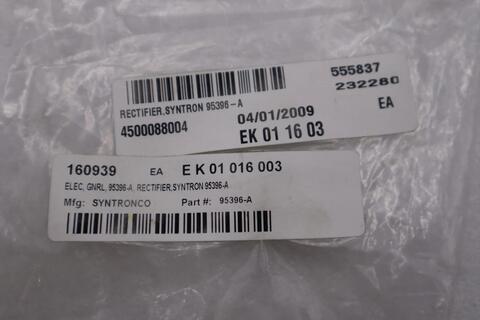 555837
232280
RECTIFIER.SYNTRON 95396-A
04/01/2009 EA
4500088004 EK 01 16 03
160939 EA EK 01 016 003
ELEC, GNRL, 95396-A, RECTIFIER,SYNTRON 95396-A
Mfg: SYNTRONCO Part #: 95396-A